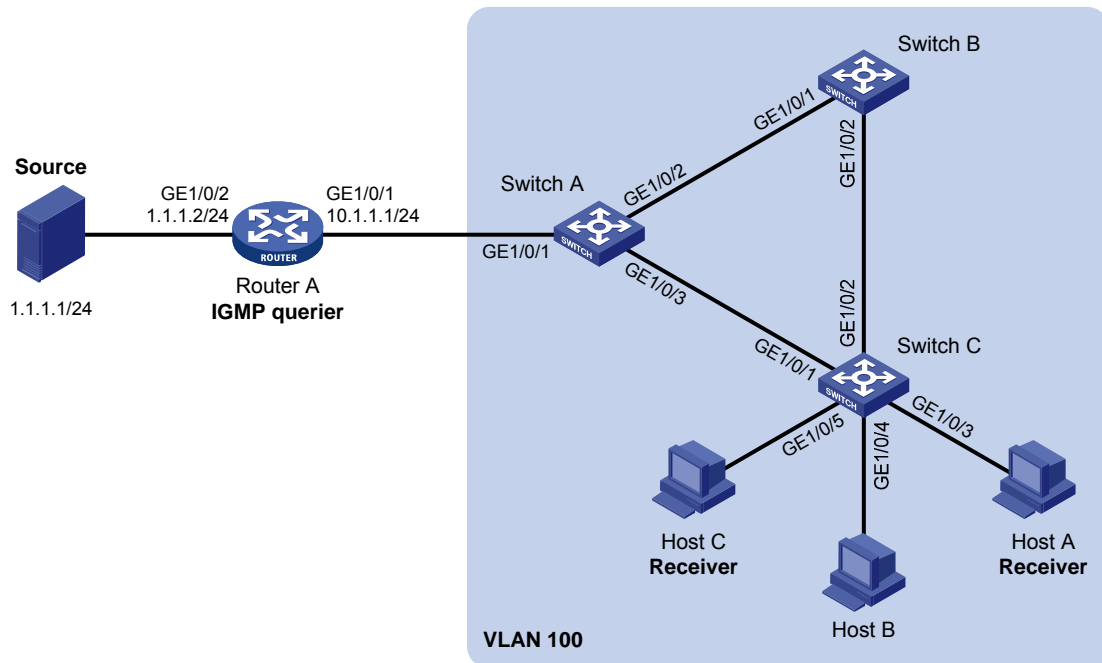 Switch B
SWITCH
GE1/0/1
GE1/0/2
Source
GE1/0/2
1.1.1.2/24
GE1/0/1
10.1.1.1/24
Switch A
GE1/0/2
ROUTER
SWITCH
GE1/0/1
Router A
IGMP querier
1.1.1.1/24
GE1/0/3
GE1/0/2
GE1/0/1
Switch C
SWITCH
GE1/0/5
GE1/0/4
GE1/0/3
Host C
Receiver
Host A
Receiver
Host B
VLAN 100